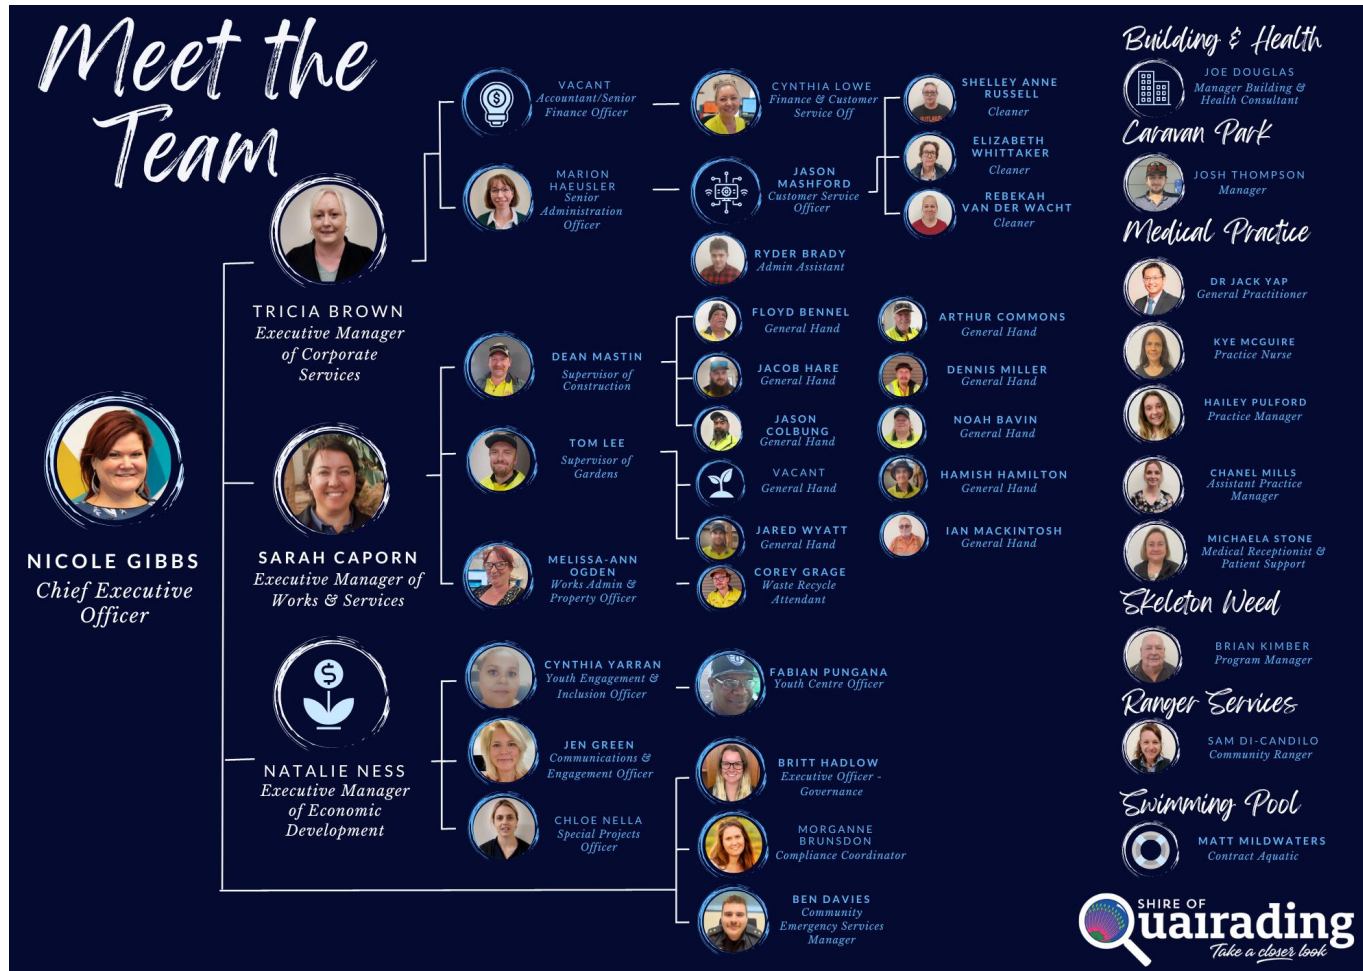 Meet the
Team
NICOLE GIBBS
Chief Executive
Officer
TRICIA BROWN
Executive Manager
of Corporate
Services
VACANT
Accountant/Senior
Finance Officer
CYNTHIA LOWE
Finance & Customer
Service Off
SHELLEY ANNE
RUSSELL
Cleaner
ELIZABETH
WHITTAKER
MARION
HAEUSLER
Senior
Administration
Officer
JASON
MASHFORD
Customer Service
Officer
REBEKAH
VAN DER WACHT
Cleaner
RYDER BRADY
Admin Assistant
SARAH CAPORN
Executive Manager of
Works & Services
DEAN MASTIN
Supervisor of
Construction
FLOYD BENNEL
General Hand
JACOB HARE
General Hand
JASON
COLBUNG
General Hand
ARTHUR COMMONS
General Hand
DENNIS MILLER
General Hand
NOAH BAVIN
General Hand
TOM LEE
Supervisor of
Gardens
VACANT
General Hand
JARED WYATT
General Hand
HAMISH HAMILTON
General Hand
IAN MACKINTOSH
General Hand
MELISSA-ANN
OGDEN
Works Admin &
Property Officer
COREY GRAGE
Waste Recycle
Attendant
NATALIE NESS
Executive Manager
of Economic
Development
CYNTHIA YARRAN
Youth Engagement &
Inclusion Officer
FABIAN PUNGANA
Youth Centre Officer
JEN GREEN
Communications &
Engagement Officer
CHLOE NELLA
Special Projects
Officer
BRITT HADLOW
Executive Officer -
Governance
MORGANNE
BRUNSDON
Compliance Coordinator
BEN DAVIES
Community
Emergency Services
Manager
Building & Health
JOE DOUGLAS
Manager Building &
Health Consultant
Caravan Park
JOSH THOMPSON
Manager
Medical Practice
DR JACK YAP
General Practitioner
KYE MCGUIRE
Practice Nurse
HAILEY PULFORD
Practice Manager
CHANEL MILLS
Assistant Practice
Manager
MICHAELA STONE
Medical Receptionist &
Patient Support
Skeleton Weed
BRIAN KIMBER
Program Manager
Ranger Services
SAM DI-CANDILO
Community Ranger
Swimming Pool
MATT MILDWATERS
Contract Aquatic
SHIRE OF
Quairading
Take a closer look